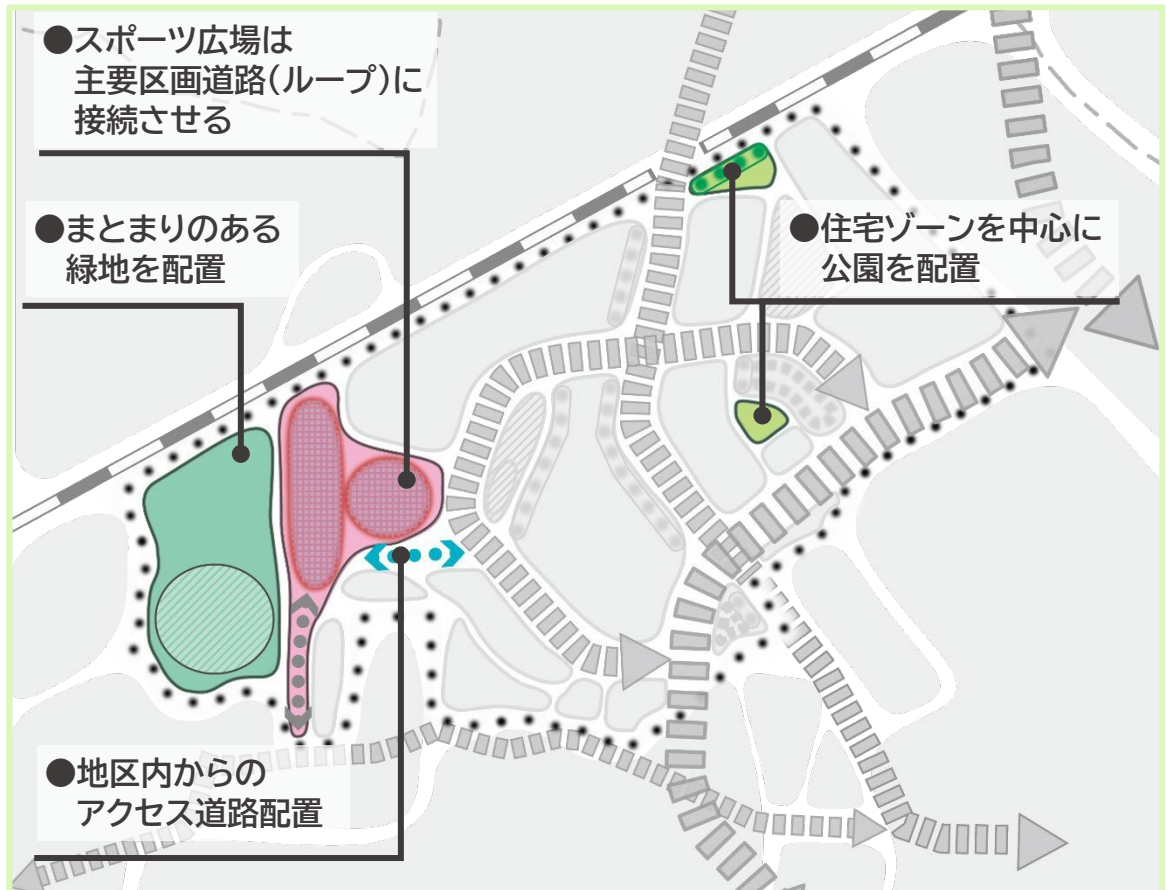 ●スポーツ広場は
主要区画道路(ループ)に
接続させる
●まとまりのある
緑地を配置
●住宅ゾーンを中心に
公園を配置
●地区内からの
アクセス道路配置